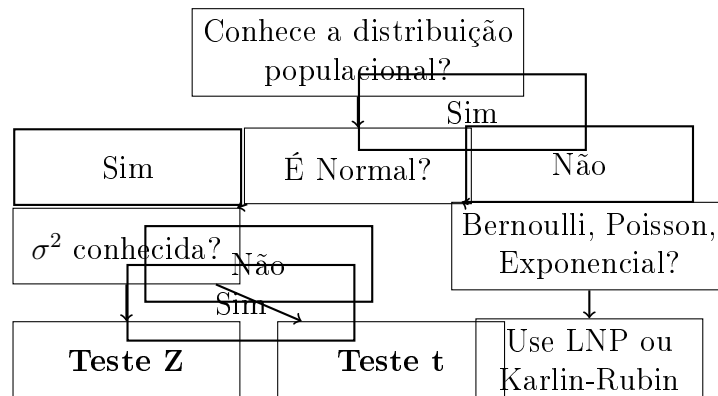 Conhece a distribuição
populacional?
Sim
Sim
É Normal?
Não
σ² conhecida?
Não
Sim
Bernoulli, Poisson,
Exponencial?
Teste Z
Teste t
Use LNP ou
Karlin-Rubin